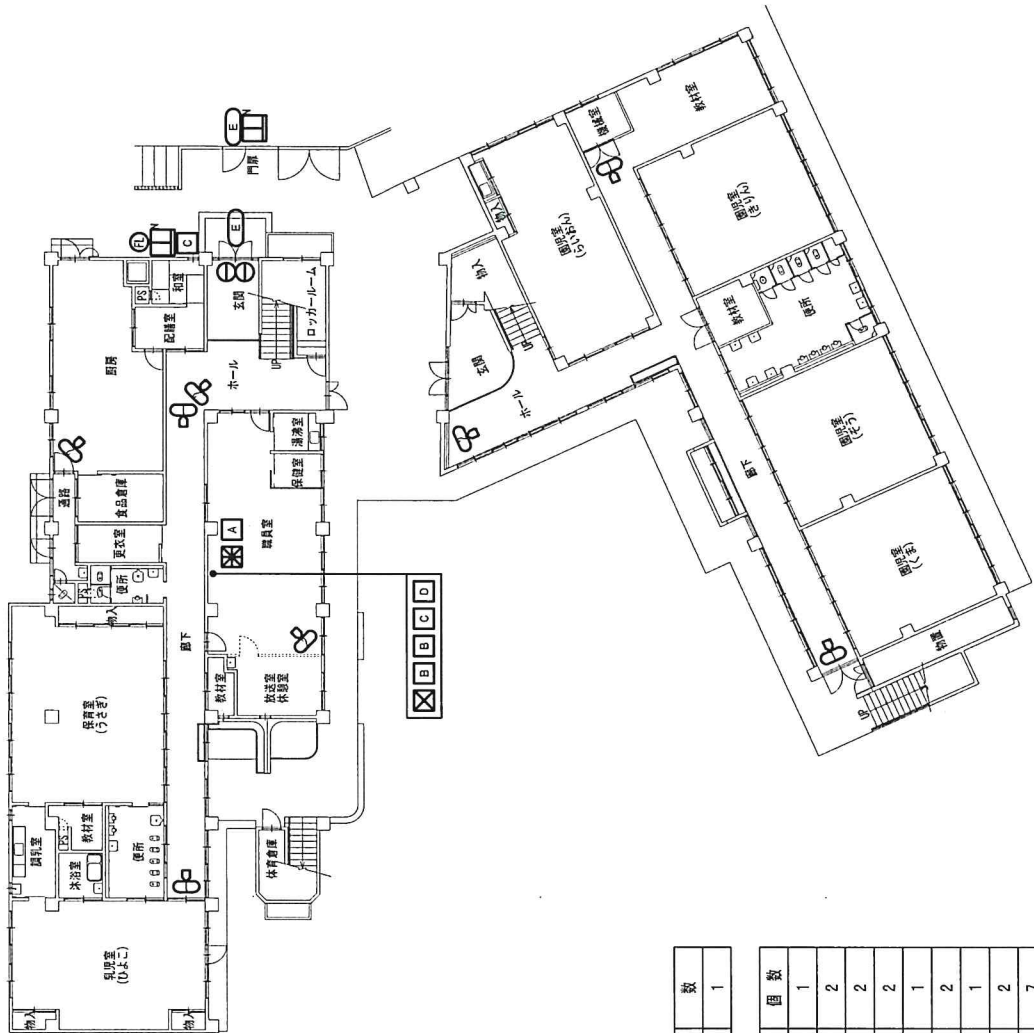 門扉
E
N
FL
N
C
E
厨房
PS
和室
配膳室
玄関
ロッカールーム
UP
ホール
通路
食品倉庫
更衣室
PS
便所
物入
廊下
湯沸室
保健室
職員室
A
B
B
C
D
教材室
放送室
休憩室
保育室
(うさぎ)
調乳室
PS
教材室
沐浴室
便所
乳児室
(ひよこ)
物入
物入
体育倉庫
教材室
園児室
(きりん)
園児室
(らいおん)
物入
物入
玄関
UP
ホール
教材室
便所
廊下
園児室
(ぞう)
園児室
(くま)
物置
UP
数
1
個 数
1
2
2
2
1
2
1
2
7